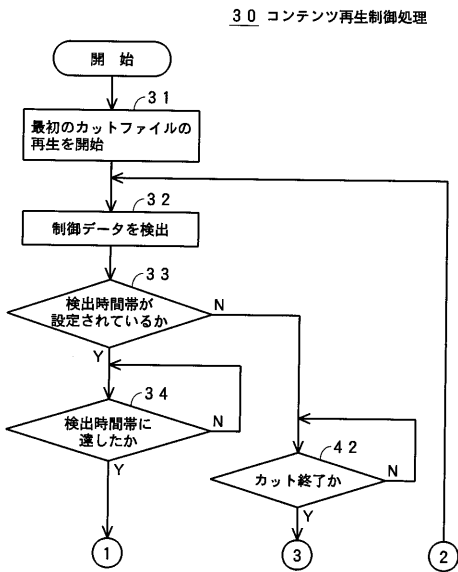 ３０ コンテンツ再生制御処理
開 始
３１
最初のカットファイルの
再生を開始
３２
制御データを検出
３３
検出時間帯が
設定されているか
N
Y
３４
検出時間帯に
達したか
N
Y
４２
カット終了か
N
Y
1
3
2